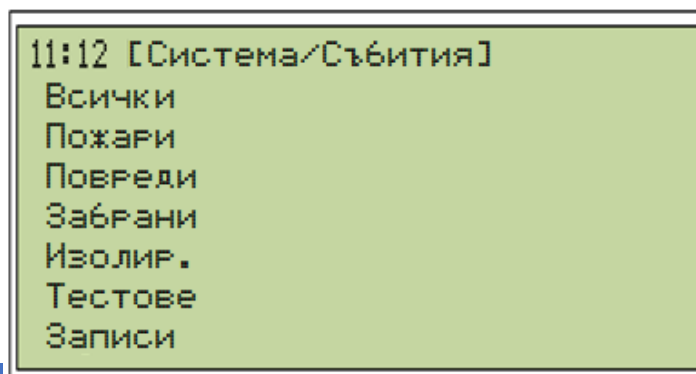 11:12 [Система/Събития]
Всички
Пожари
Повреди
Забрани
Изолир.
Тестове
Записи